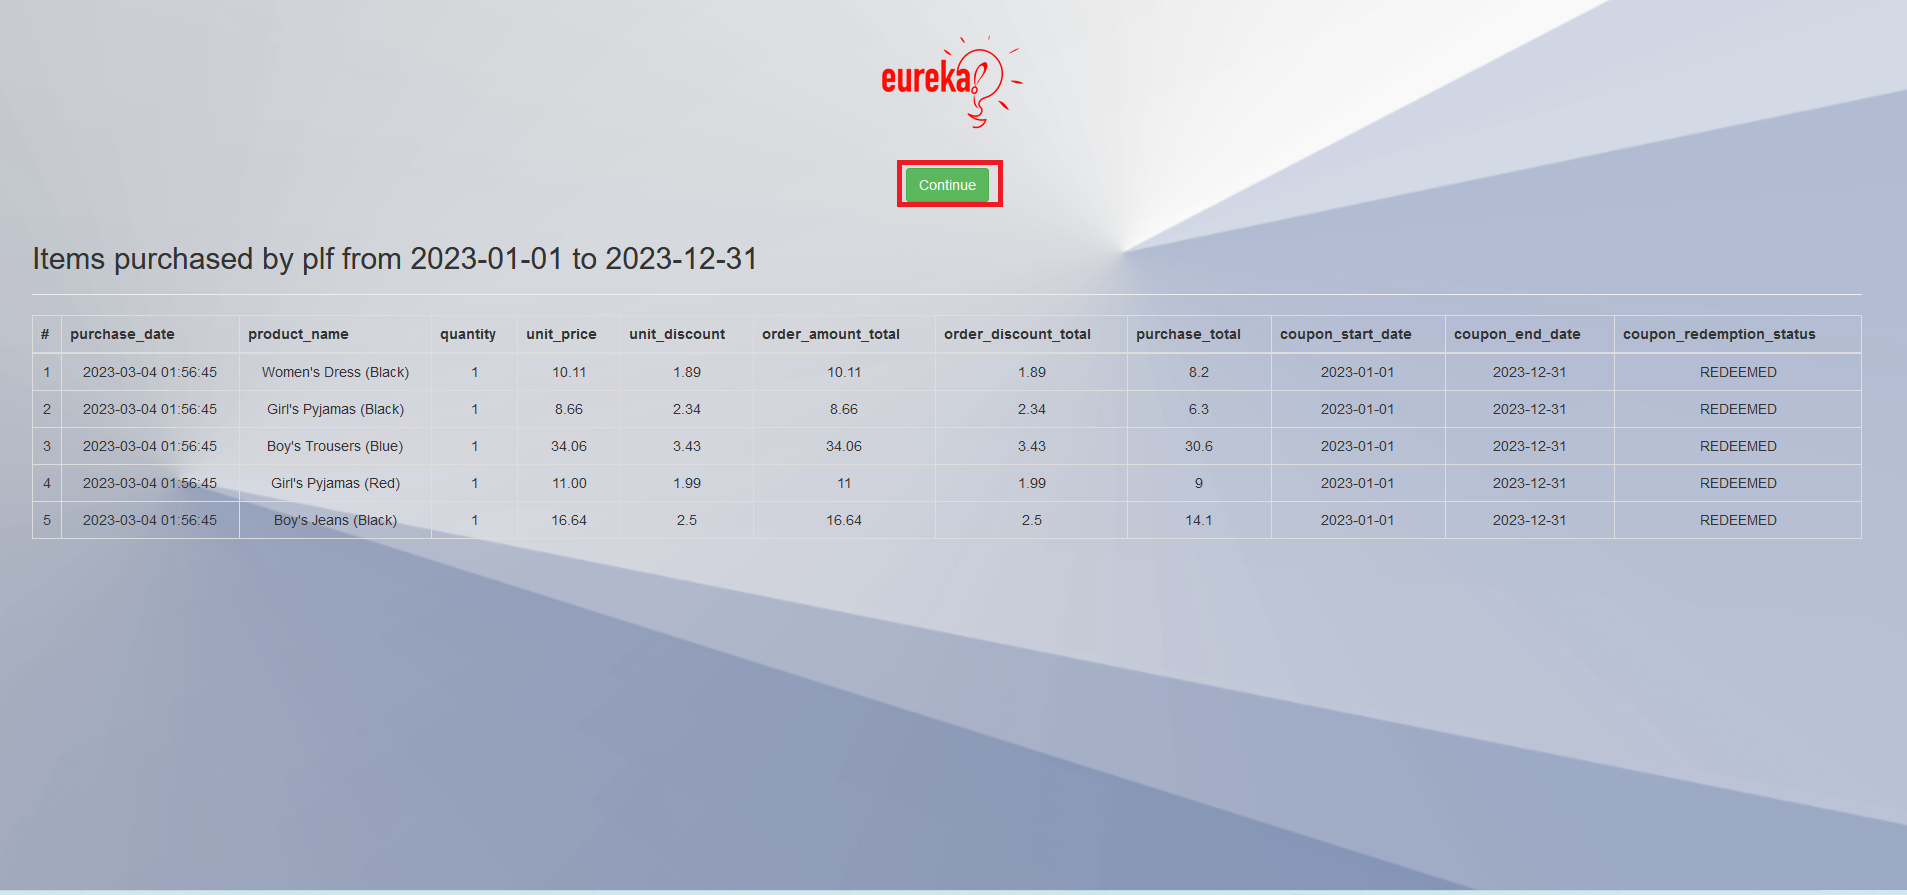 eureka!
Continue
Items purchased by plf from 2023-01-01 to 2023-12-31
# purchase_date product_name quantity unit_price unit_discount order_amount_total order_discount_total purchase_total coupon_start_date coupon_end_date coupon_redemption_status
1 2023-03-04 01:56:45 Women's Dress (Black) 1 10.11 1.89 10.11 1.89 8.2 2023-01-01 2023-12-31 REDEEMED
2 2023-03-04 01:56:45 Girl's Pyjamas (Black) 1 8.66 2.34 8.66 2.34 6.3 2023-01-01 2023-12-31 REDEEMED
3 2023-03-04 01:56:45 Boy's Trousers (Blue) 1 34.06 3.43 34.06 3.43 30.6 2023-01-01 2023-12-31 REDEEMED
4 2023-03-04 01:56:45 Girl's Pyjamas (Red) 1 11.00 1.99 11 1.99 9 2023-01-01 2023-12-31 REDEEMED
5 2023-03-04 01:56:45 Boy's Jeans (Black) 1 16.64 2.5 16.64 2.5 14.1 2023-01-01 2023-12-31 REDEEMED